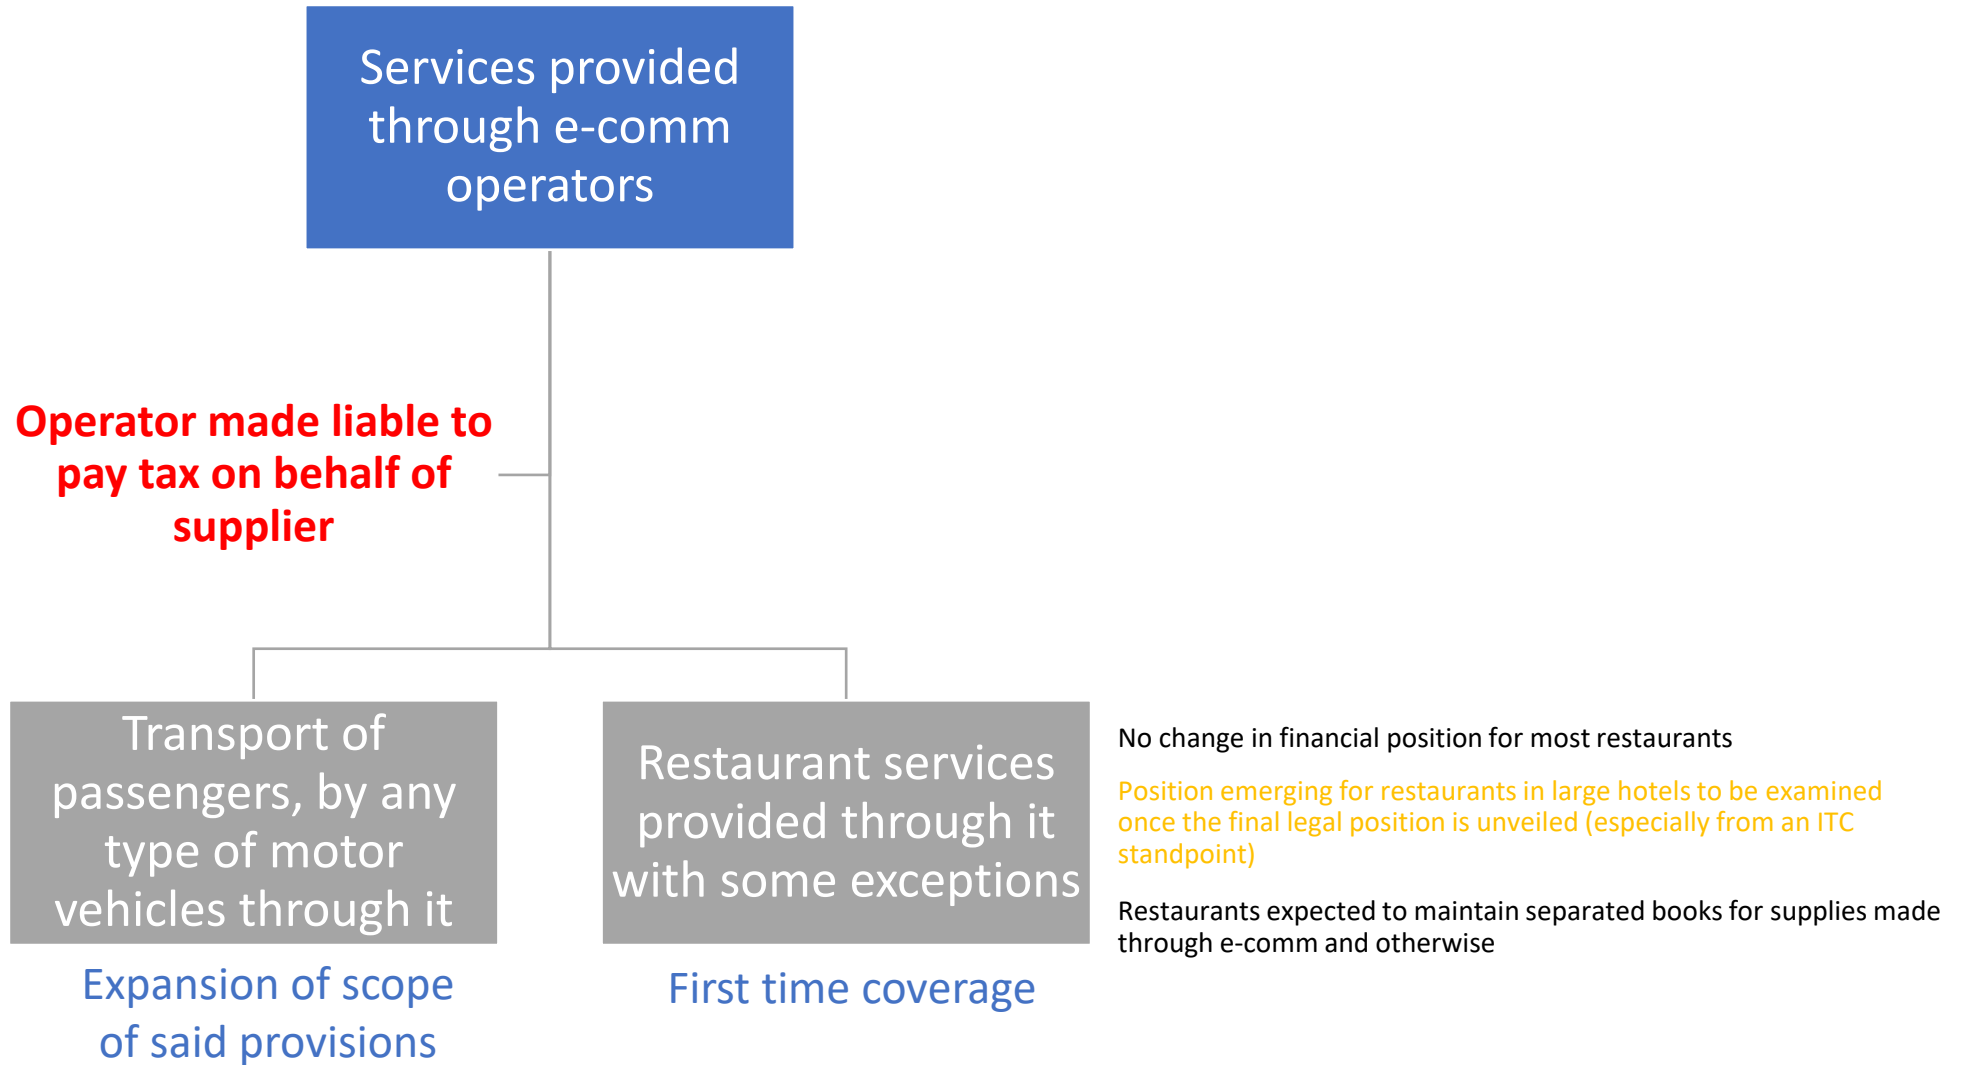 Services provided
through e-comm
operators
Operator made liable to
pay tax on behalf of
supplier
Transport of
passengers, by any
type of motor
vehicles through it
Expansion of scope
of said provisions
Restaurant services
provided through it
with some exceptions
First time coverage
No change in financial position for most restaurants
Position emerging for restaurants in large hotels to be examined
once the final legal position is unveiled (especially from an ITC
standpoint)
Restaurants expected to maintain separated books for supplies made
through e-comm and otherwise